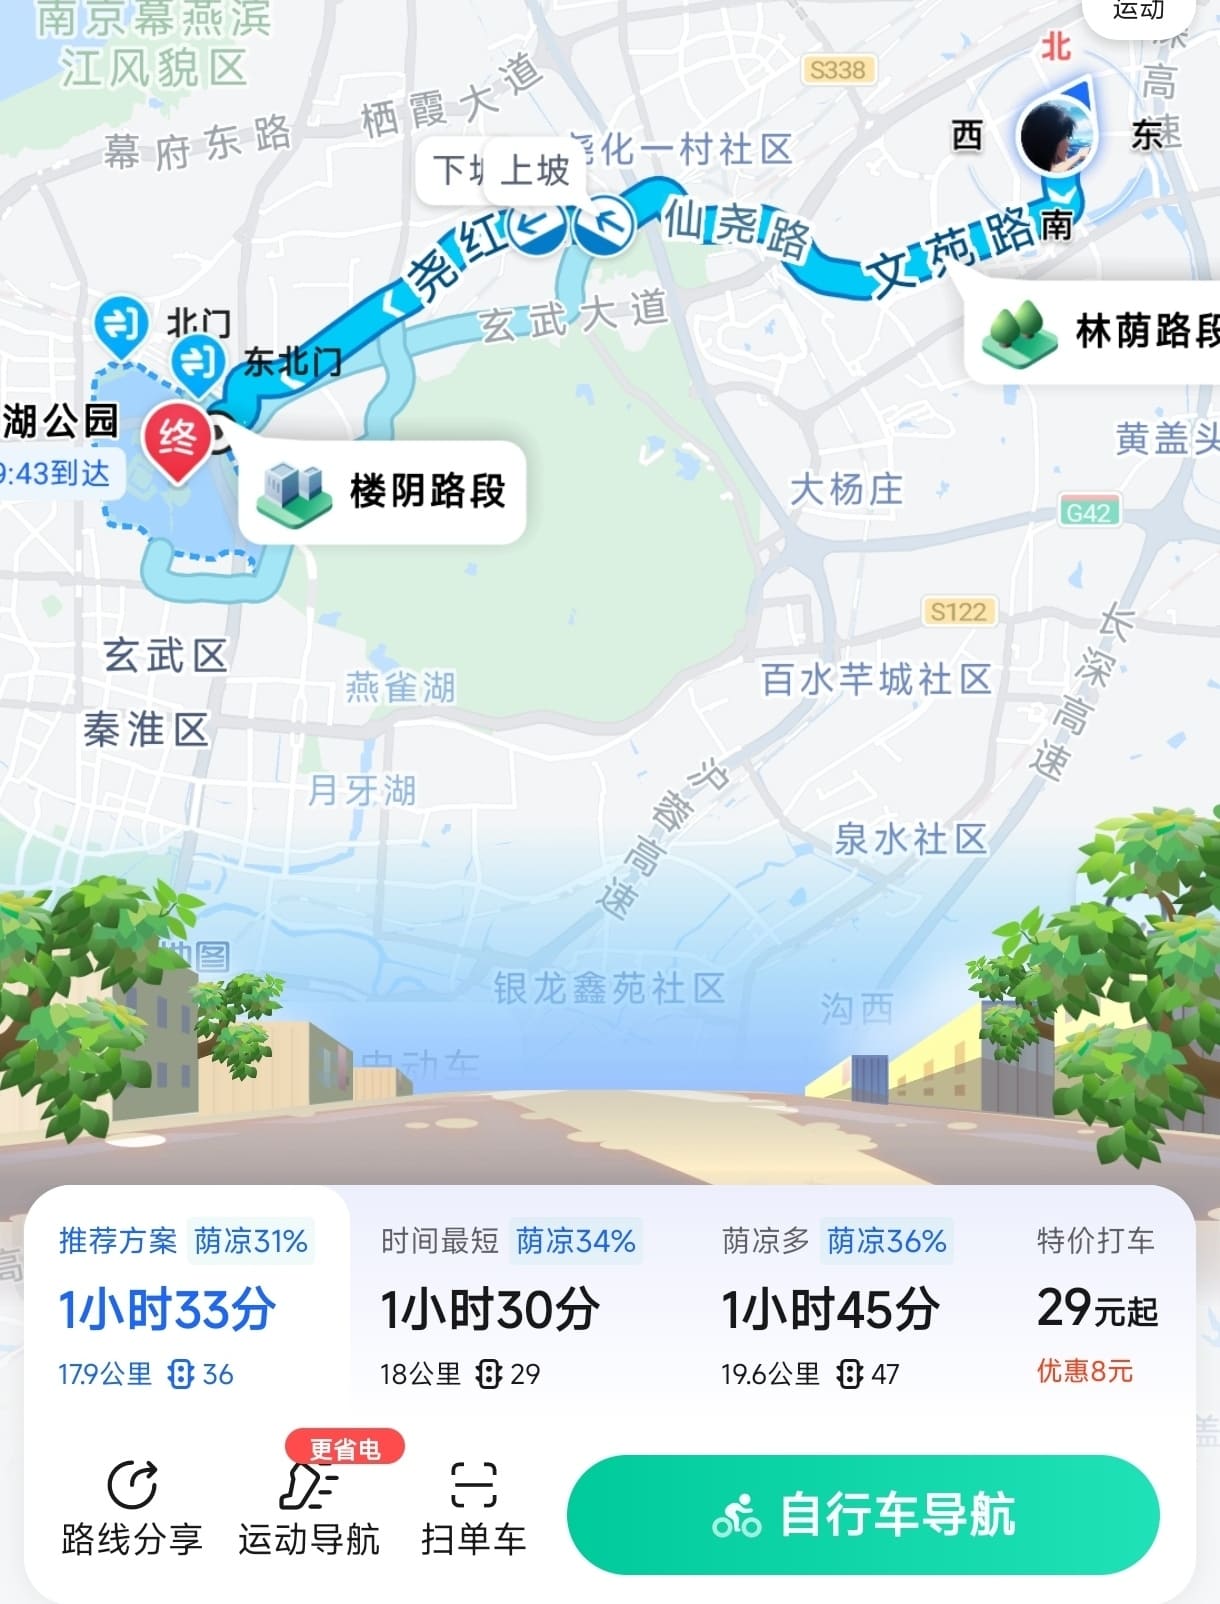 运动
南京幕燕滨
江风貌区
北
S338
高
速
栖霞大道
幕府东路
尧化一村社区
西
东
下坡
上坡
仙尧路
文苑路
南
尧红
玄武大道
林荫路段
北门
东北门
湖公园
终
9:43到达
楼阴路段
黄盖头
大杨庄
G42
S122
长深高速
玄武区
燕雀湖
百水芊城社区
秦淮区
月牙湖
沪蓉高速
泉水社区
地图
银龙鑫苑社区
沟西
电动车
高
盖
推荐方案 荫凉31%
1小时33分
17.9公里 36
时间最短 荫凉34%
1小时30分
18公里 29
荫凉多 荫凉36%
1小时45分
19.6公里 47
特价打车
29元起
优惠8元
更省电
路线分享
运动导航
扫单车
自行车导航